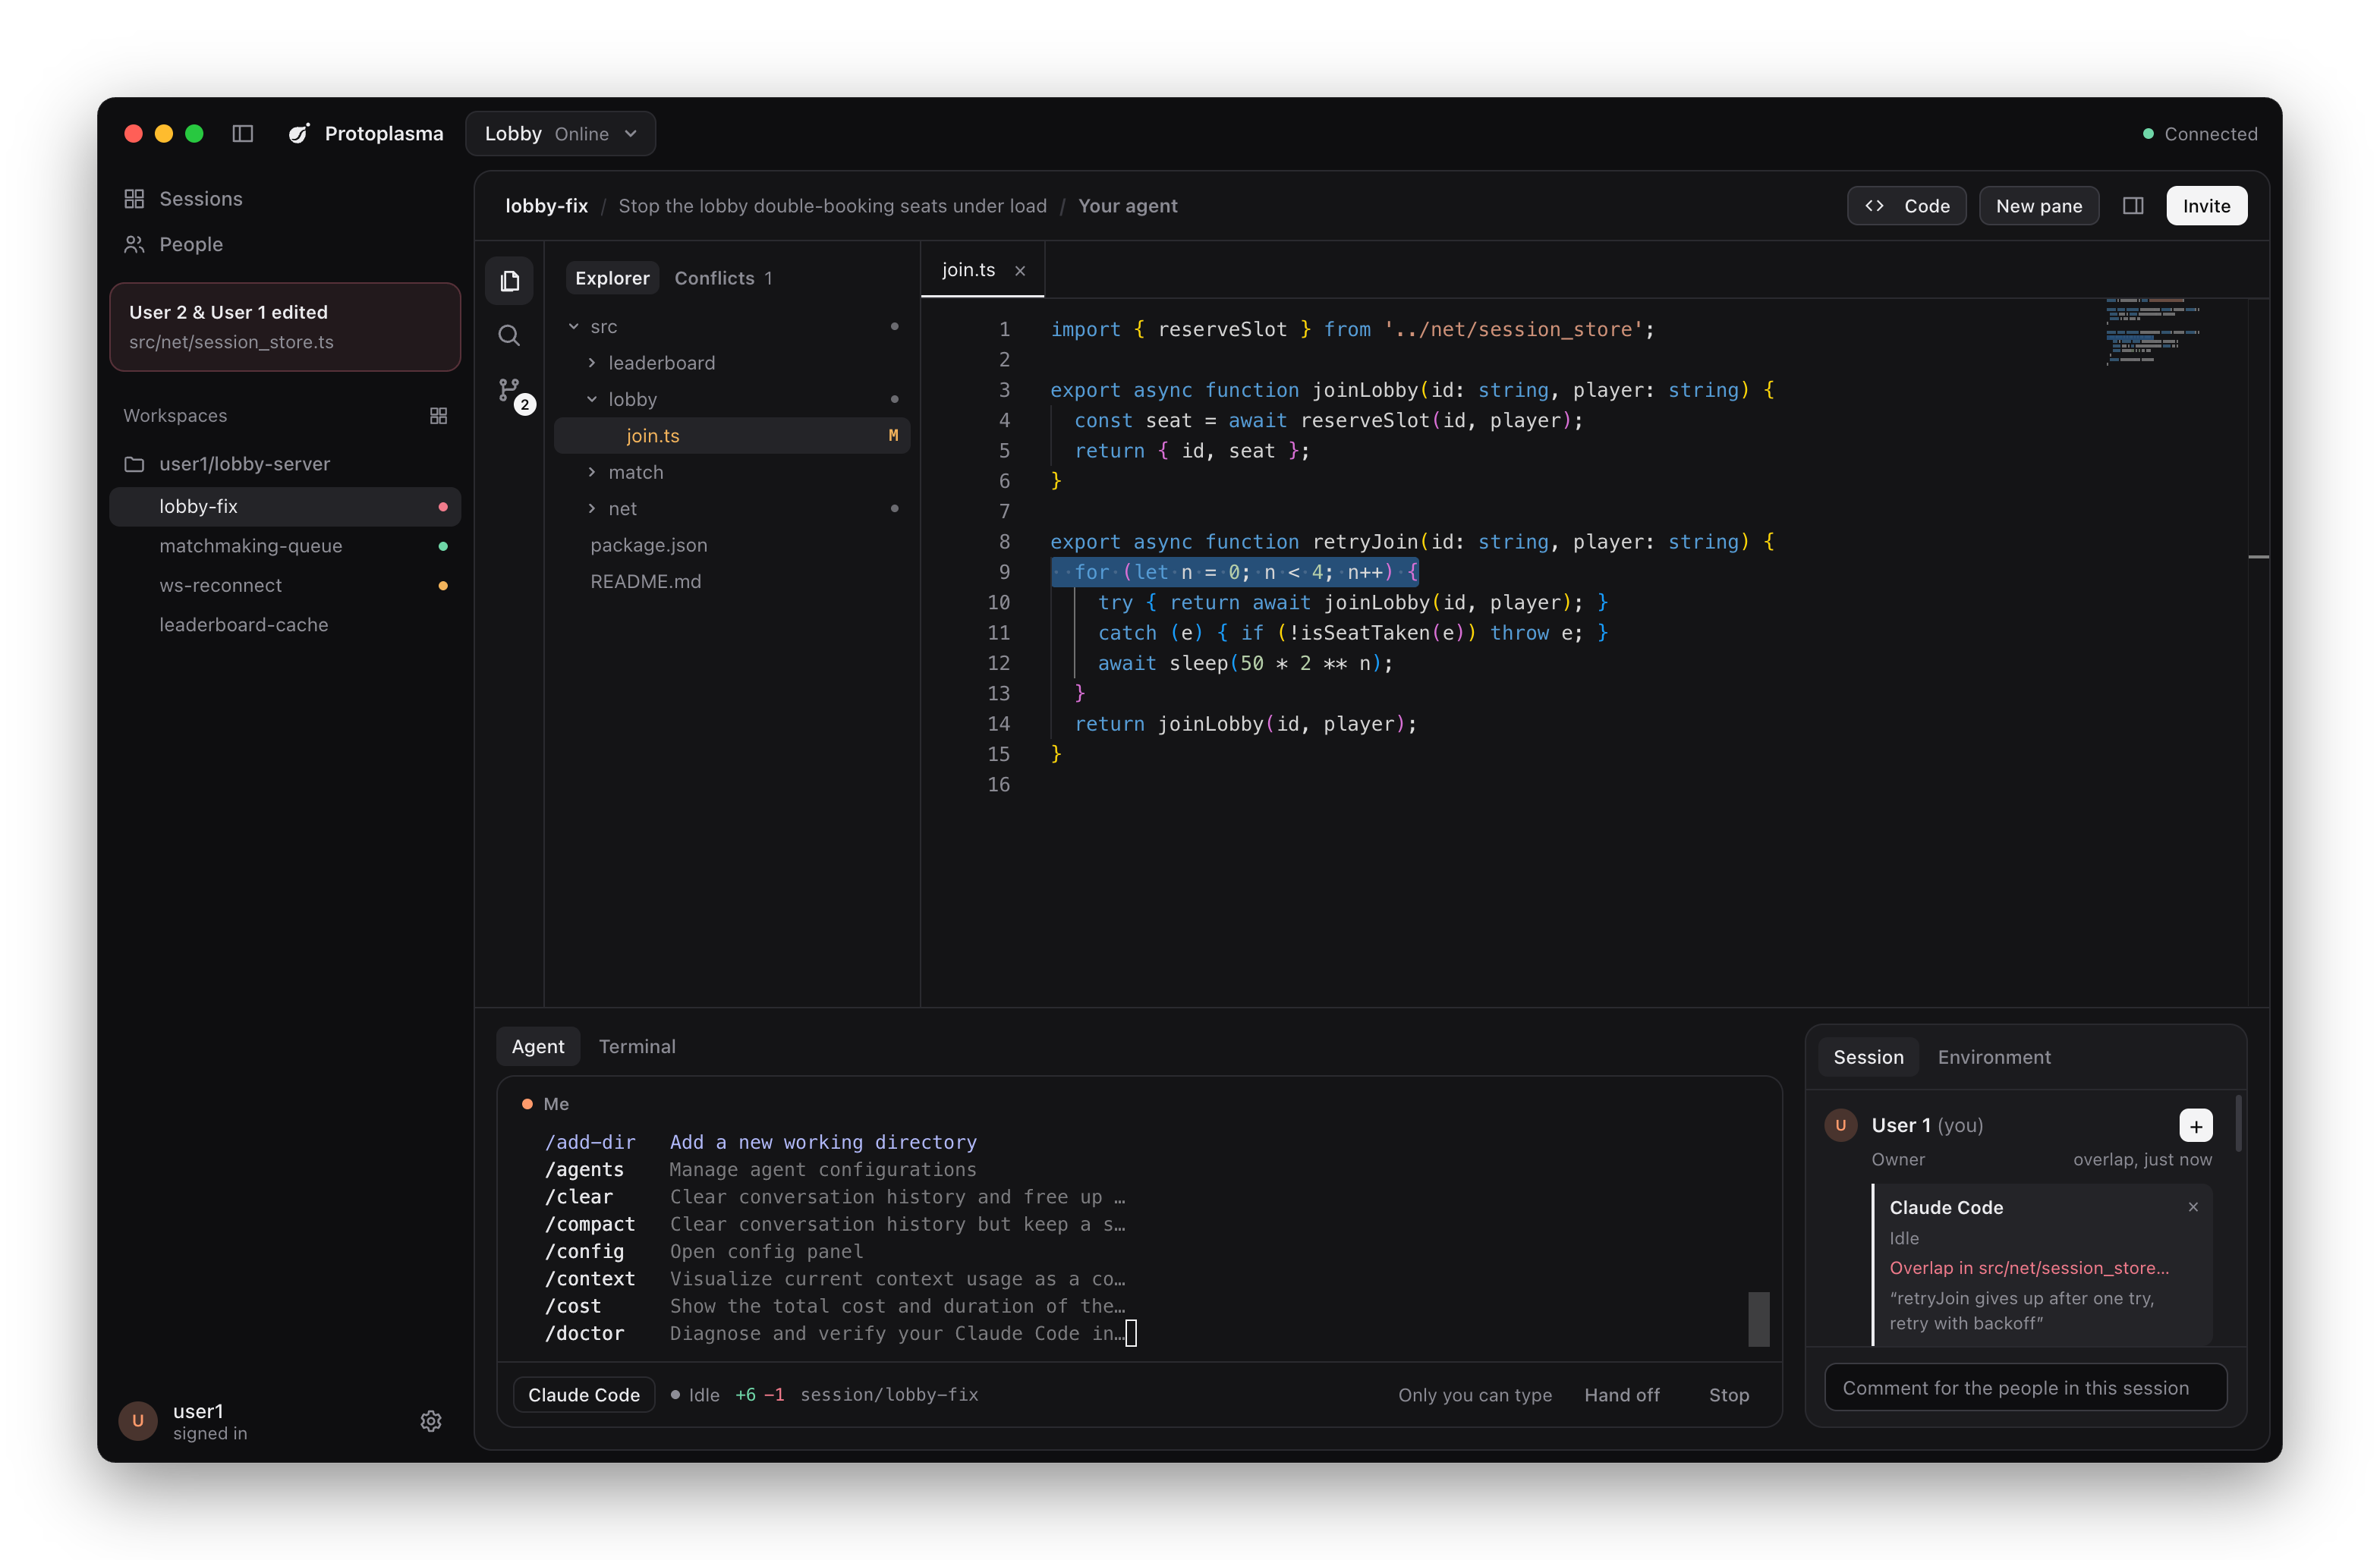 Protoplasma
Lobby Online
Connected
Sessions
People
User 2 & User 1 edited
src/net/session_store.ts
Workspaces
user1/lobby-server
lobby-fix
matchmaking-queue
ws-reconnect
leaderboard-cache
user1
signed in
U
lobby-fix / Stop the lobby double-booking seats under load / Your agent
Code
New pane
Invite
2
Explorer Conflicts 1
src
leaderboard
lobby
join.ts M
match
net
package.json
README.md
join.ts ×
1 import { reserveSlot } from '../net/session_store';
2
3 export async function joinLobby(id: string, player: string) {
4   const seat = await reserveSlot(id, player);
5   return { id, seat };
6 }
7
8 export async function retryJoin(id: string, player: string) {
9   for (let n = 0; n < 4; n++) {
10     try { return await joinLobby(id, player); }
11     catch (e) { if (!isSeatTaken(e)) throw e; }
12     await sleep(50 * 2 ** n);
13   }
14   return joinLobby(id, player);
15 }
16
Agent Terminal
Me
/add-dir Add a new working directory
/agents Manage agent configurations
/clear Clear conversation history and free up …
/compact Clear conversation history but keep a s…
/config Open config panel
/context Visualize current context usage as a co…
/cost Show the total cost and duration of the…
/doctor Diagnose and verify your Claude Code in…
Claude Code Idle +6 −1 session/lobby-fix Only you can type Hand off Stop
Session Environment
U User 1 (you) +
Owner overlap, just now
Claude Code ×
Idle
Overlap in src/net/session_store...
“retryJoin gives up after one try,
retry with backoff”
Comment for the people in this session